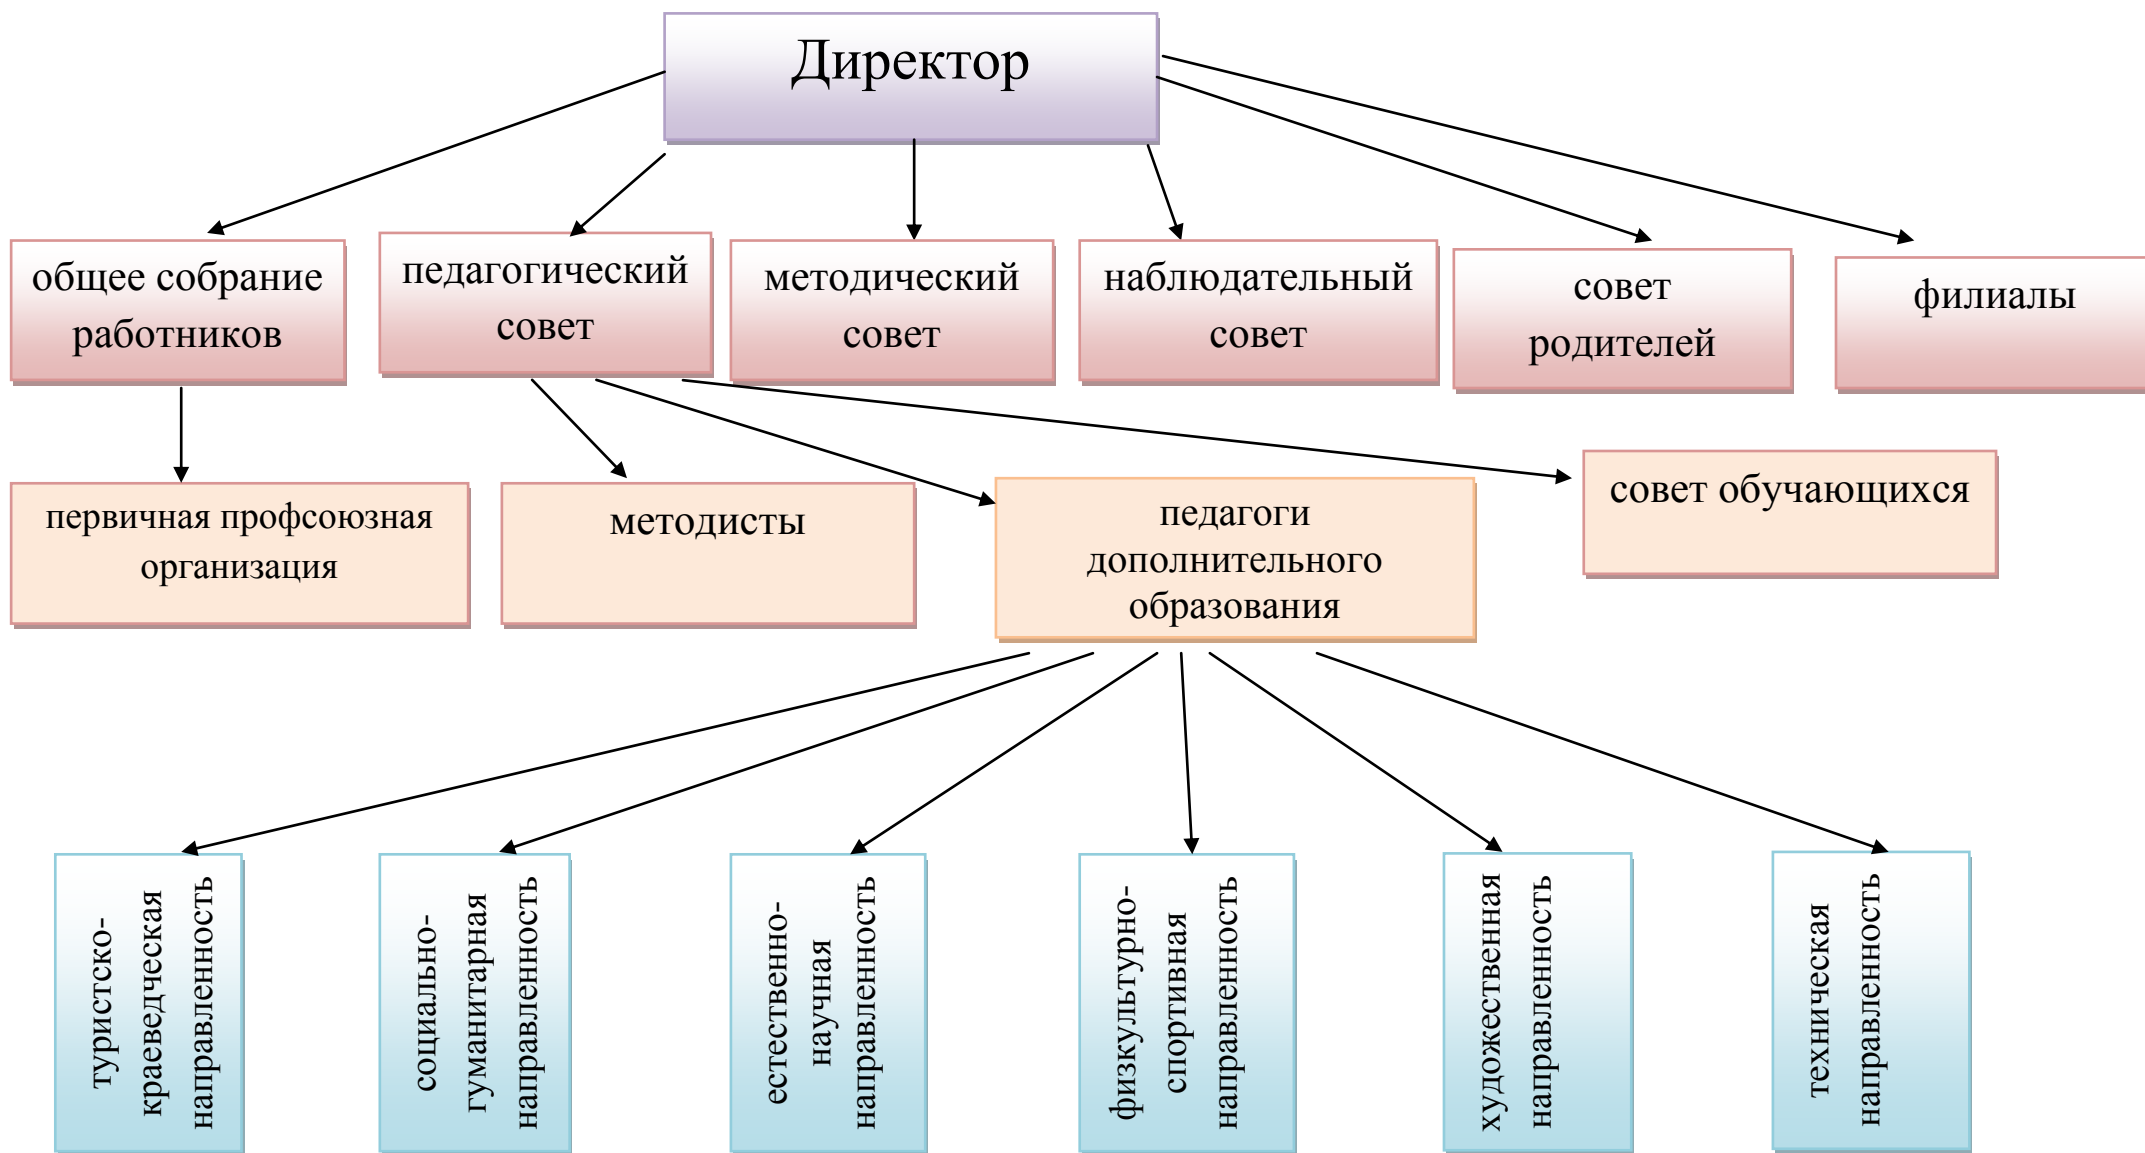 Директор
общее собрание
работников
педагогический
совет
методический
совет
наблюдательный
совет
совет
родителей
филиалы
первичная профсоюзная
организация
методисты
педагоги
дополнительного
образования
совет обучающихся
туристско-
краеведческая
направленность
социально-
гуманитарная
направленность
естественно-
научная
направленность
физкультурно-
спортивная
направленность
художественная
направленность
техническая
направленность